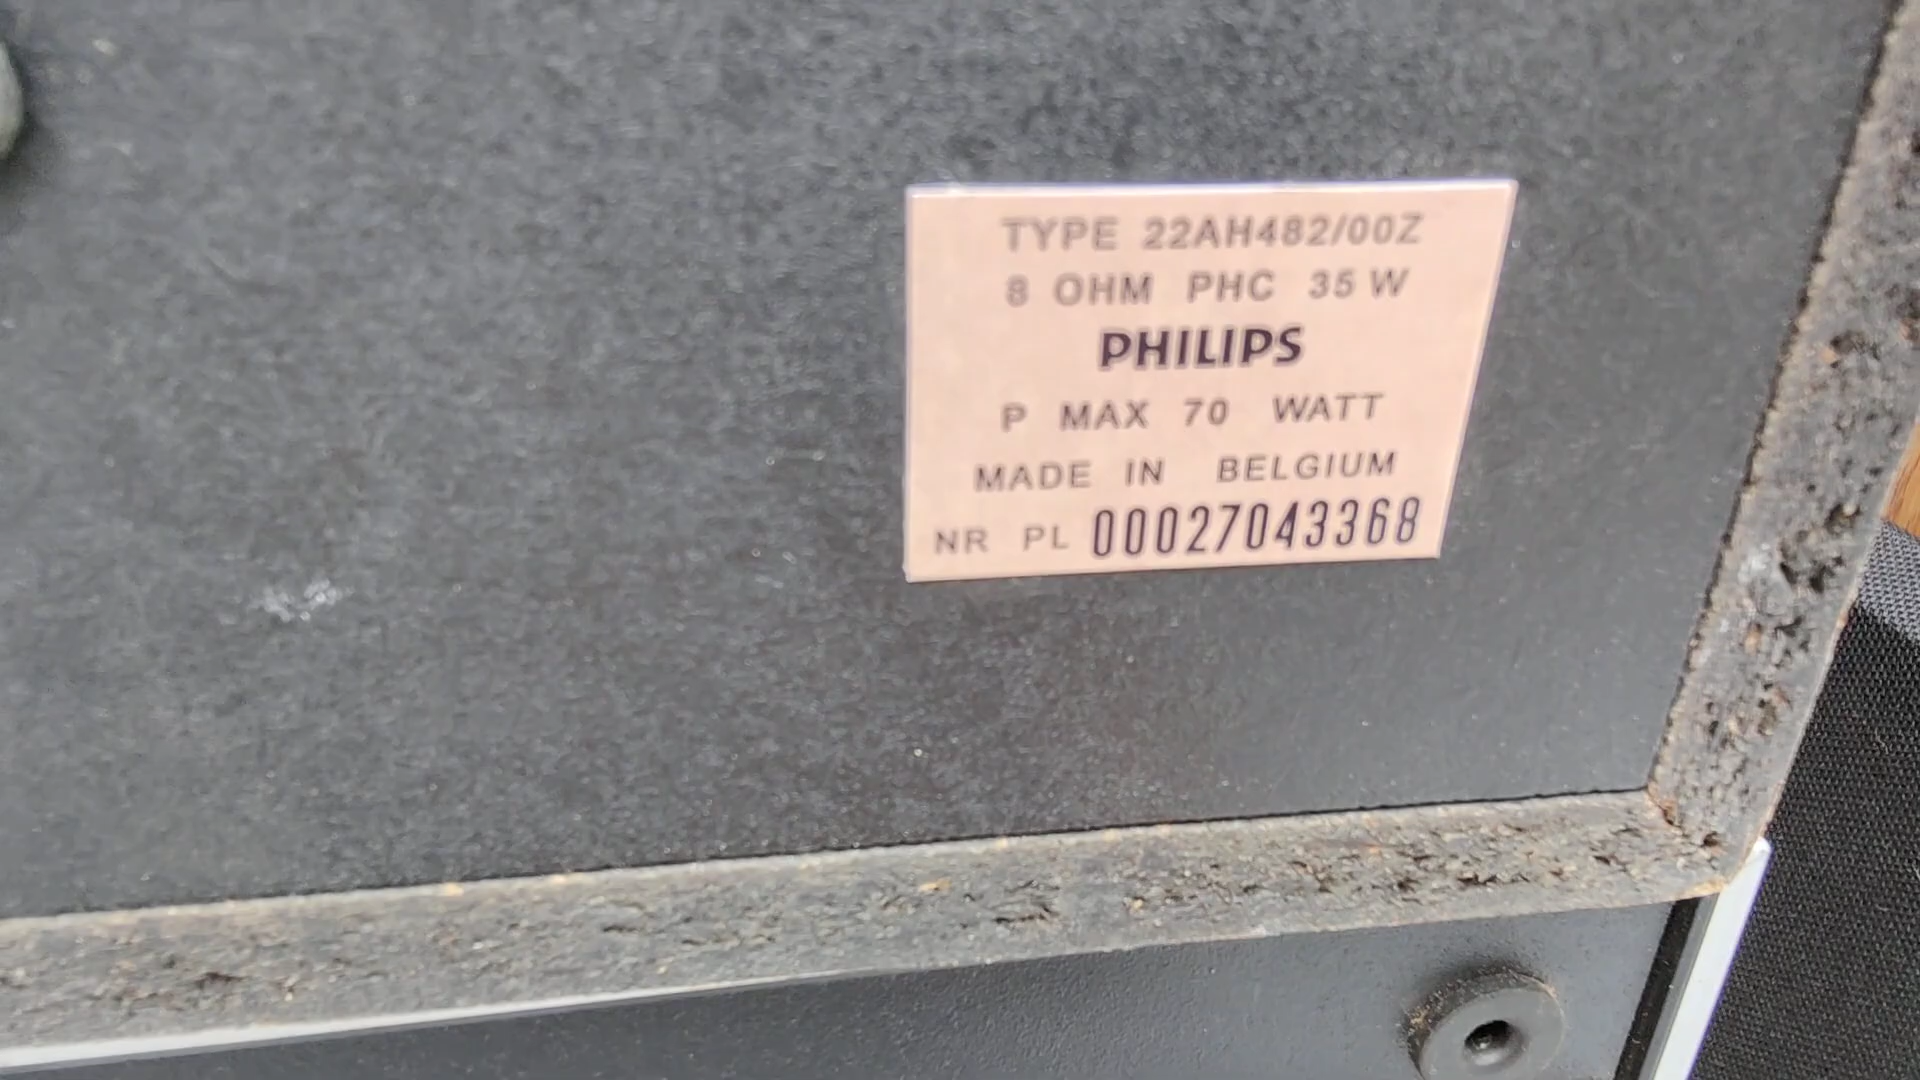 TYPE 22AH482/00Z
8 OHM PHC 35 W
PHILIPS
P MAX 70 WATT
MADE IN BELGIUM
NR PL 00027043368